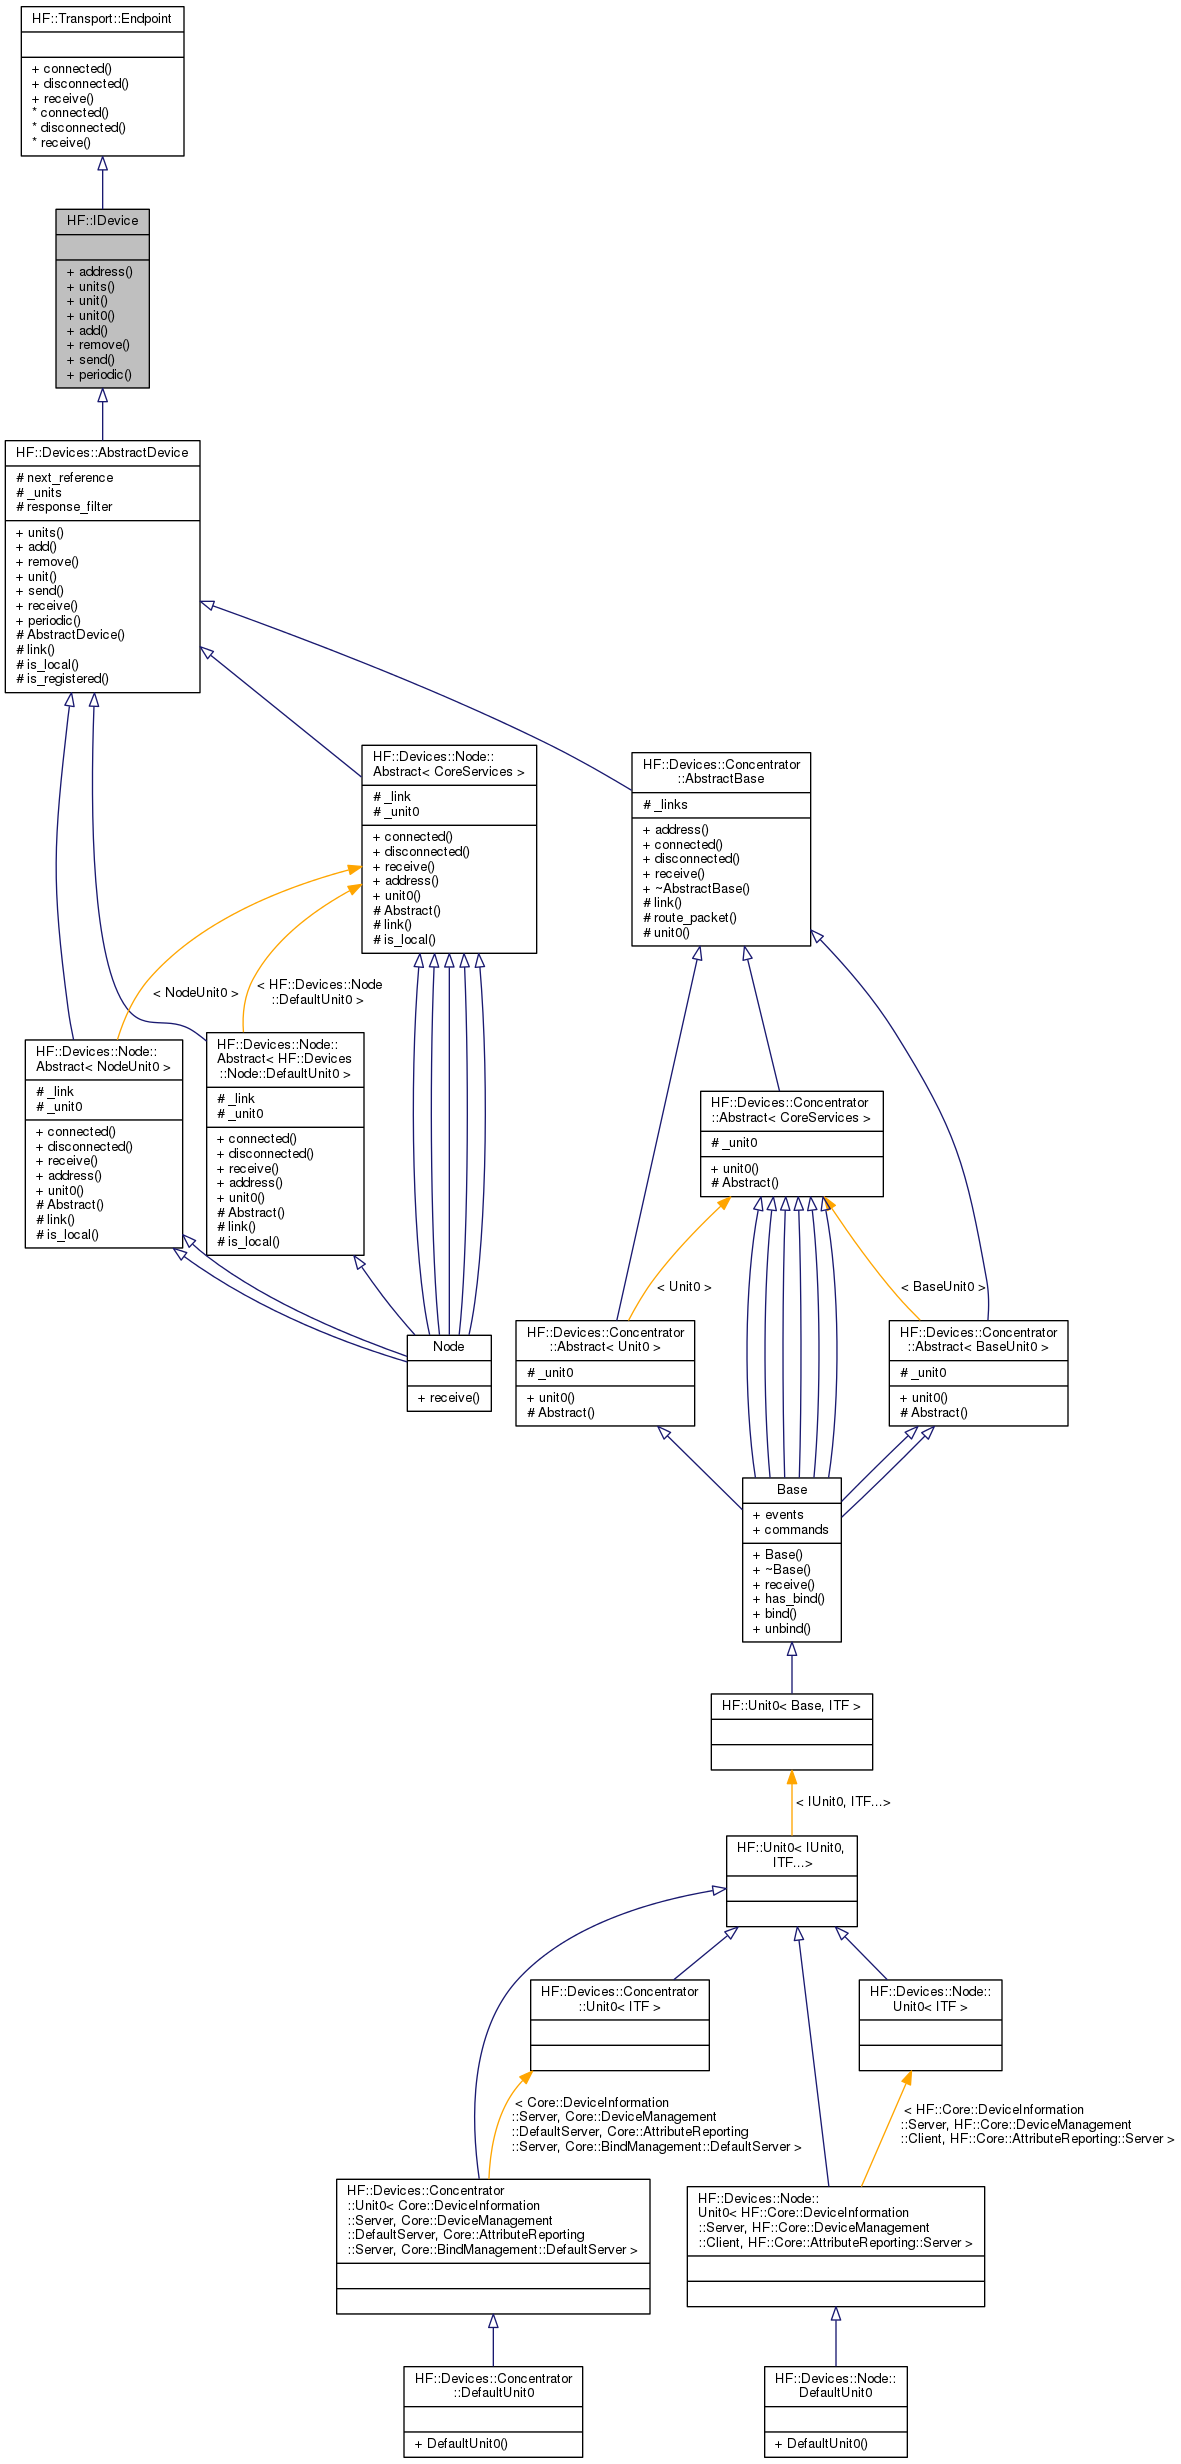 HF::Transport::Endpoint
+ connected()
+ disconnected()
+ receive()
* connected()
* disconnected()
* receive()
HF::IDevice
+ address()
+ units()
+ unit()
+ unit0()
+ add()
+ remove()
+ send()
+ periodic()
HF::Devices::AbstractDevice
# next_reference
# _units
# response_filter
+ units()
+ add()
+ remove()
+ unit()
+ send()
+ receive()
+ periodic()
# AbstractDevice()
# link()
# is_local()
# is_registered()
HF::Devices::Node::
Abstract< CoreServices >
# _link
# _unit0
+ connected()
+ disconnected()
+ receive()
+ address()
+ unit0()
# Abstract()
# link()
# is_local()
HF::Devices::Concentrator
::AbstractBase
# _links
+ address()
+ connected()
+ disconnected()
+ receive()
+ ~AbstractBase()
# link()
# route_packet()
# unit0()
< NodeUnit0 >
< HF::Devices::Node
::DefaultUnit0 >
HF::Devices::Node::
Abstract< NodeUnit0 >
# _link
# _unit0
+ connected()
+ disconnected()
+ receive()
+ address()
+ unit0()
# Abstract()
# link()
# is_local()
HF::Devices::Node::
Abstract< HF::Devices
::Node::DefaultUnit0 >
# _link
# _unit0
+ connected()
+ disconnected()
+ receive()
+ address()
+ unit0()
# Abstract()
# link()
# is_local()
HF::Devices::Concentrator
::Abstract< CoreServices >
# _unit0
+ unit0()
# Abstract()
< Unit0 >
< BaseUnit0 >
Node
+ receive()
HF::Devices::Concentrator
::Abstract< Unit0 >
# _unit0
+ unit0()
# Abstract()
HF::Devices::Concentrator
::Abstract< BaseUnit0 >
# _unit0
+ unit0()
# Abstract()
Base
+ events
+ commands
+ Base()
+ ~Base()
+ receive()
+ has_bind()
+ bind()
+ unbind()
HF::Unit0< Base, ITF >
< IUnit0, ITF...>
HF::Unit0< IUnit0,
ITF...>
HF::Devices::Concentrator
::Unit0< ITF >
HF::Devices::Node::
Unit0< ITF >
< Core::DeviceInformation
::Server, Core::DeviceManagement
::DefaultServer, Core::AttributeReporting
::Server, Core::BindManagement::DefaultServer >
< HF::Core::DeviceInformation
::Server, HF::Core::DeviceManagement
::Client, HF::Core::AttributeReporting::Server >
HF::Devices::Concentrator
::Unit0< Core::DeviceInformation
::Server, Core::DeviceManagement
::DefaultServer, Core::AttributeReporting
::Server, Core::BindManagement::DefaultServer >
HF::Devices::Node::
Unit0< HF::Core::DeviceInformation
::Server, HF::Core::DeviceManagement
::Client, HF::Core::AttributeReporting::Server >
HF::Devices::Concentrator
::DefaultUnit0
+ DefaultUnit0()
HF::Devices::Node::
DefaultUnit0
+ DefaultUnit0()